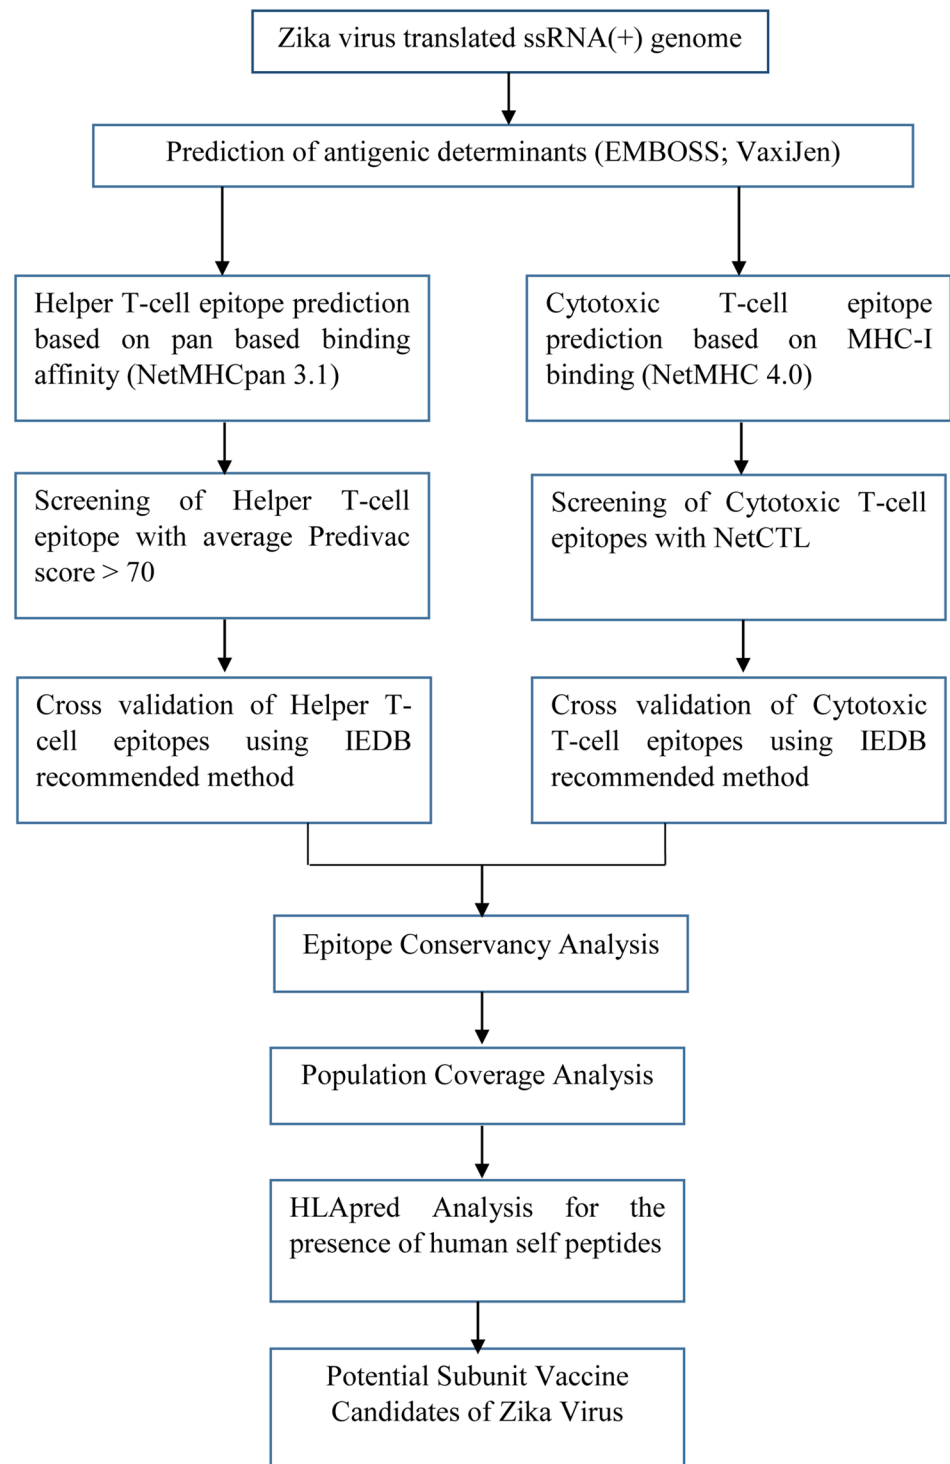 Zika virus translated ssRNA(+) genome
Prediction of antigenic determinants (EMBOSS; VaxiJen)
Helper T-cell epitope prediction
based on pan based binding
affinity (NetMHCpan 3.1)
Cytotoxic T-cell epitope
prediction based on MHC-I
binding (NetMHC 4.0)
Screening of Helper T-cell
epitope with average Predivac
score > 70
Screening of Cytotoxic T-cell
epitopes with NetCTL
Cross validation of Helper T-
cell epitopes using IEDB
recommended method
Cross validation of Cytotoxic
T-cell epitopes using IEDB
recommended method
Epitope Conservancy Analysis
Population Coverage Analysis
HLApred Analysis for the
presence of human self peptides
Potential Subunit Vaccine
Candidates of Zika Virus